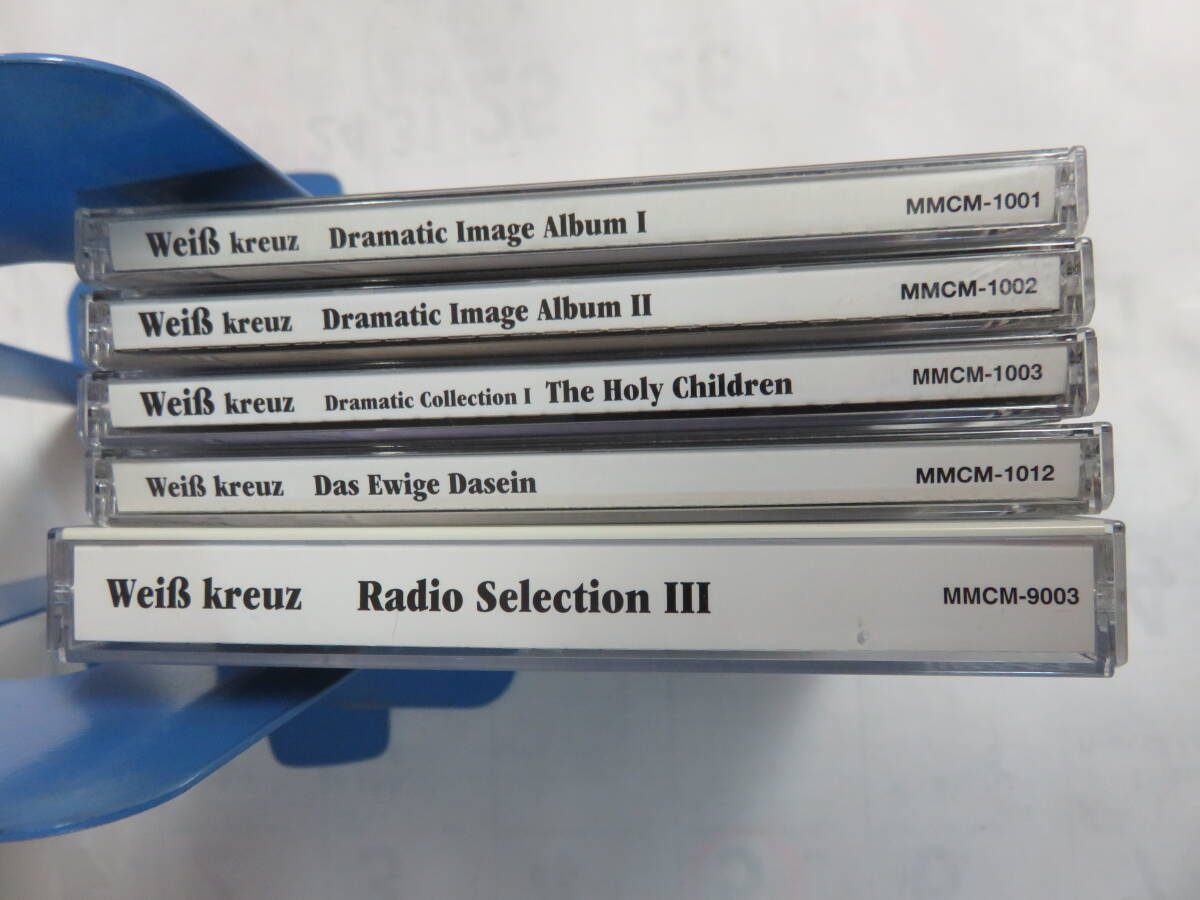 Weiß kreuz Dramatic Image Album I MMCM-1001
Weiß kreuz Dramatic Image Album II MMCM-1002
Weiß kreuz Dramatic Collection I The Holy Children MMCM-1003
Weiß kreuz Das Ewige Dasein MMCM-1012
Weiß kreuz Radio Selection III MMCM-9003